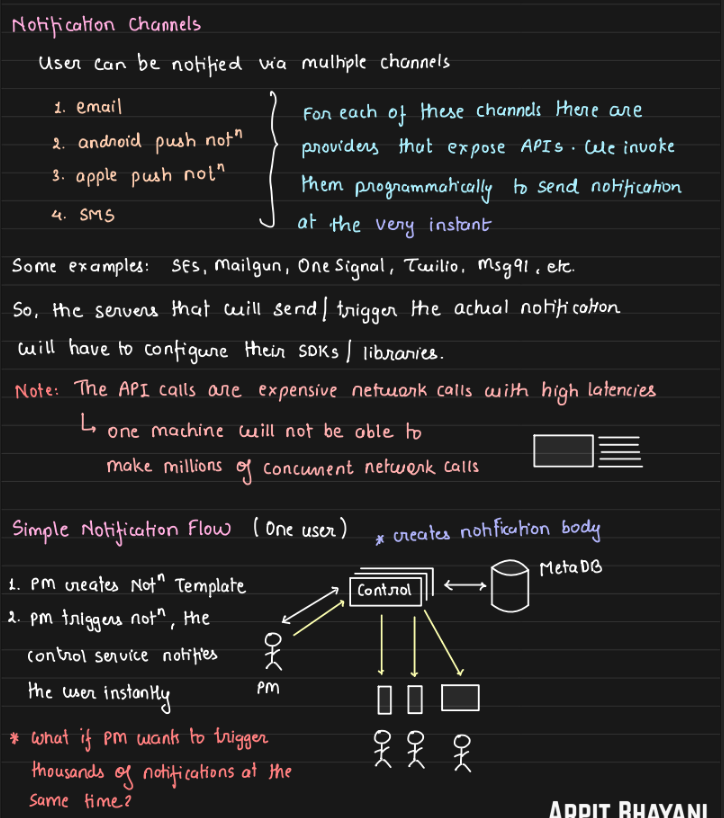 Notification Channels
User can be notified via multiple channels
1. email
2. android push notⁿ
3. apple push notⁿ
4. SMS
For each of these channels there are
providers that expose APIs. We invoke
them programmatically to send notification
at the very instant
Some examples: SES, Mailgun, One Signal, Twilio, Msg91, etc.
So, the servers that will send / trigger the actual notification
will have to configure their SDKs / libraries.
Note: The API calls are expensive network calls with high latencies
↳ one machine will not be able to
make millions of concurrent network calls
Simple Notification Flow (One user)
* creates notification body
1. PM creates Notⁿ Template
2. PM triggers notⁿ, the
control service notifies
the user instantly
Control
MetaDB
PM
* What if PM wants to trigger
thousands of notifications at the
same time?
ARPIT BHAYANI